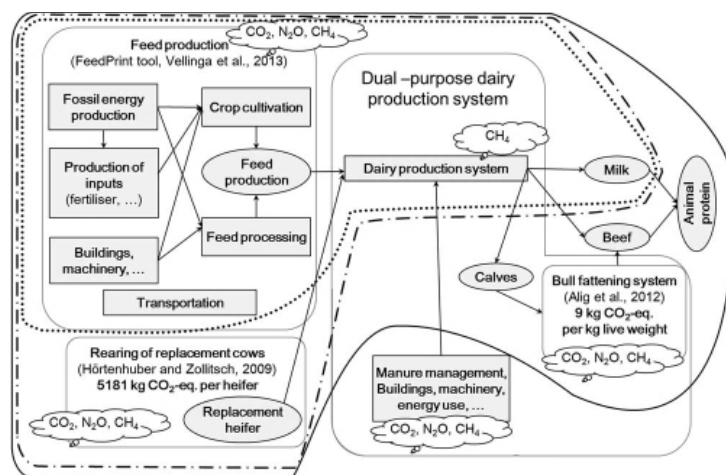 CO₂, N₂O, CH₄
Feed production
(FeedPrint tool, Vellinga et al., 2013)
Fossil energy
production
Crop cultivation
Production of
inputs
(fertiliser, …)
Feed
production
Buildings,
machinery, …
Feed processing
Transportation
Dual –purpose dairy
production system
CH₄
Dairy production system
Milk
Beef
Animal
protein
Calves
Bull fattening system
(Alig et al., 2012)
9 kg CO₂-eq.
per kg live weight
CO₂, N₂O, CH₄
Rearing of replacement cows
(Hörtenhuber and Zollitsch, 2009)
5181 kg CO₂-eq. per heifer
Replacement
heifer
CO₂, N₂O, CH₄
Manure management,
Buildings, machinery,
energy use, …
CO₂, N₂O, CH₄